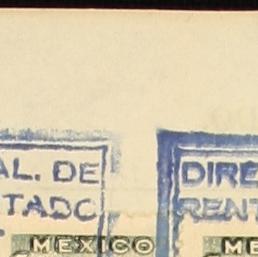 AL. DE
TADO
MEXICO
DIRE
RENT
ME